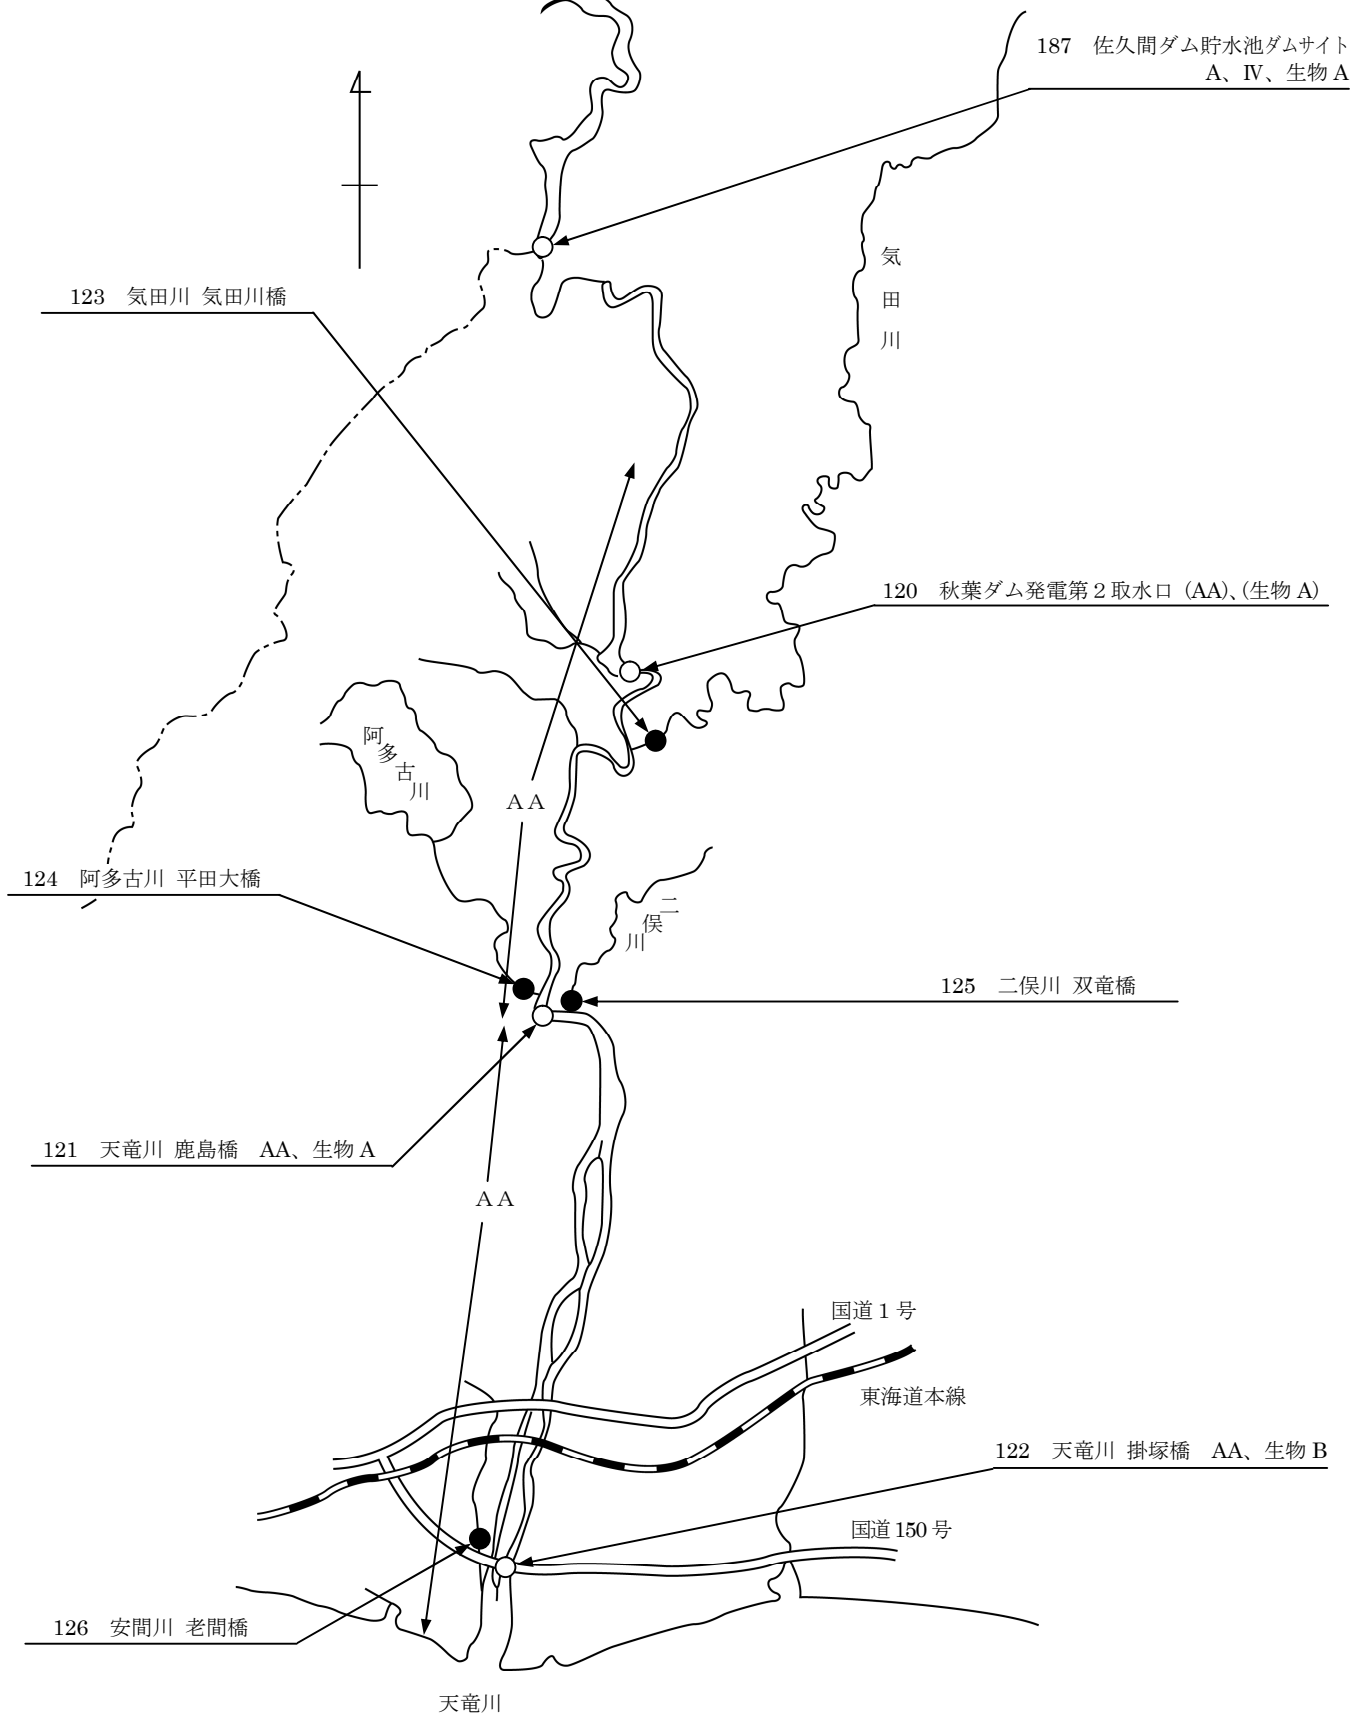 187　佐久間ダム貯水池ダムサイト
A、Ⅳ、生物 A
気田川
123　気田川 気田川橋
120　秋葉ダム発電第２取水口 (AA)、(生物 A)
阿多古川
ＡＡ
124　阿多古川 平田大橋
二俣川
125　二俣川 双竜橋
121　天竜川 鹿島橋　AA、生物 A
ＡＡ
国道 1 号
東海道本線
122　天竜川 掛塚橋　AA、生物 B
国道 150 号
126　安間川 老間橋
天竜川